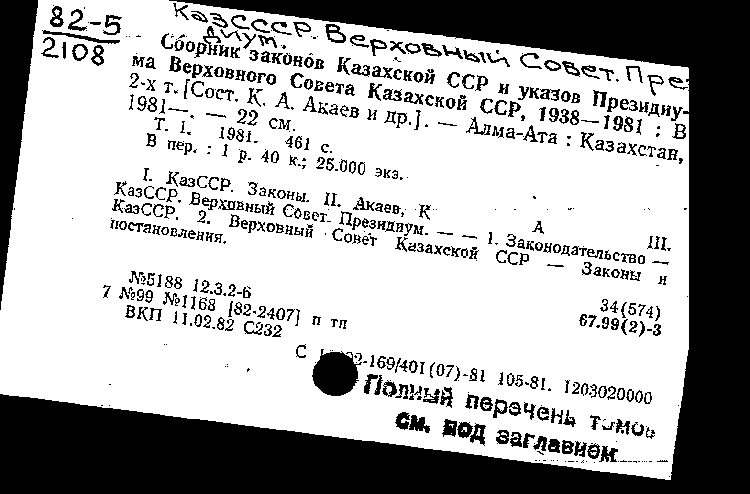 82-5
2108
КазСССР. Верховный Совет. Пре
диум.
Сборник законов Казахской ССР и указов Президиу-
ма Верховного Совета Казахской ССР, 1938—1981 : В
2-х т. [Сост. К. А. Акаев и др.]. — Алма-Ата : Казахстан,
1981—. — 22 см.
Т. 1. 1981. 461 с.
В пер. : 1 р. 40 к.; 25.000 экз.
I. КазССР. Законы. II. Акаев, К А III.
КазССР. Верховный Совет. Президиум. — — 1. Законодательство —
КазССР. 2. Верховный Совет Казахской ССР — Законы и
постановления.
№5188 12.3.2-6 34(574)
7 №99 №1168 [82-2407] п тп 67.99(2)-3
ВКП 11.02.82 С232
С 02-169/401(07)-81 105-81. 1203020000
Полный перечень томов
см. под заглавием